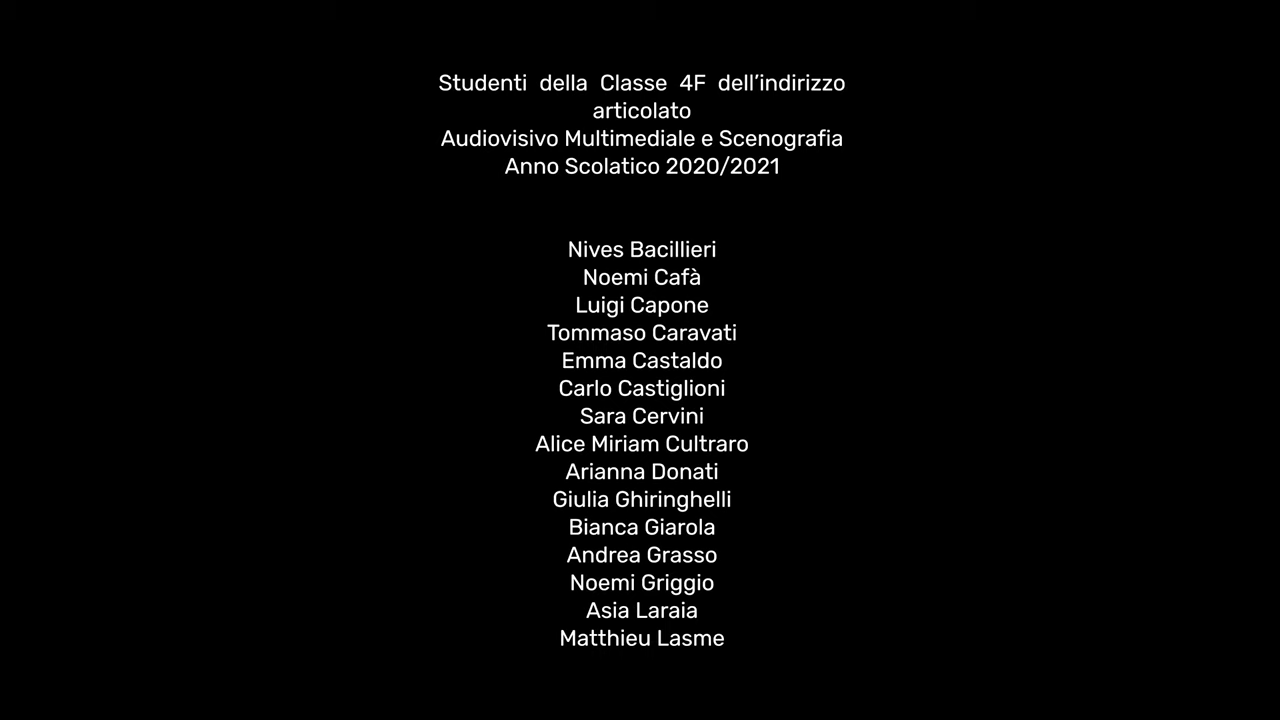 Studenti della Classe 4F dell’indirizzo
articolato
Audiovisivo Multimediale e Scenografia
Anno Scolatico 2020/2021
Nives Bacillieri
Noemi Cafà
Luigi Capone
Tommaso Caravati
Emma Castaldo
Carlo Castiglioni
Sara Cervini
Alice Miriam Cultraro
Arianna Donati
Giulia Ghiringhelli
Bianca Giarola
Andrea Grasso
Noemi Griggio
Asia Laraia
Matthieu Lasme